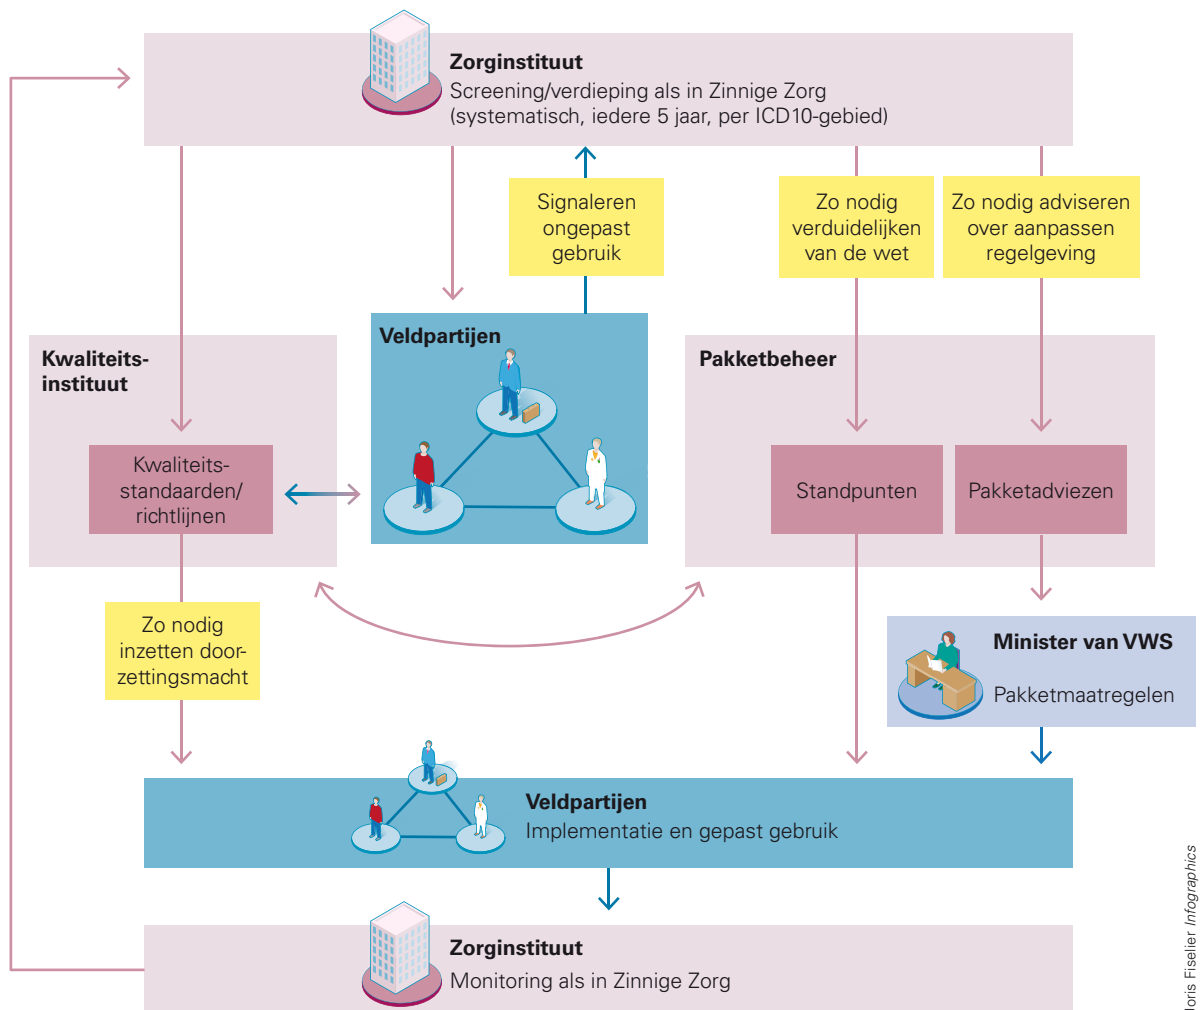 Zorginstituut
Screening/verdieping als in Zinnige Zorg
(systematisch, iedere 5 jaar, per ICD10-gebied)
Signaleren
ongepast
gebruik
Zo nodig
verduidelijken
van de wet
Zo nodig adviseren
over aanpassen
regelgeving
Kwaliteits-
instituut
Veldpartijen
Pakketbeheer
Kwaliteits-
standaarden/
richtlijnen
Standpunten
Pakketadviezen
Zo nodig
inzetten door-
zettingsmacht
Minister van VWS
Pakketmaatregelen
Veldpartijen
Implementatie en gepast gebruik
Zorginstituut
Monitoring als in Zinnige Zorg
Joris Fiselier Infographics